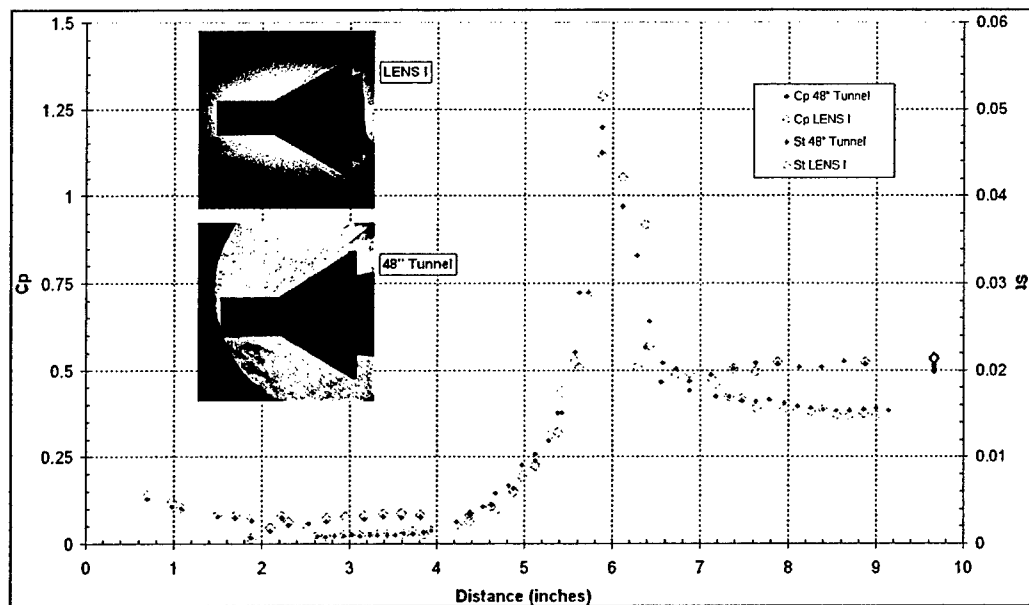 1.5
1.25
1
0.75
0.5
0.25
0
Cp
0.06
0.05
0.04
0.03
0.02
0.01
0
St
LENS I
48" Tunnel
Cp 48" Tunnel
Cp LENS I
St 48" Tunnel
St LENS I
0 1 2 3 4 5 6 7 8 9 10
Distance (inches)